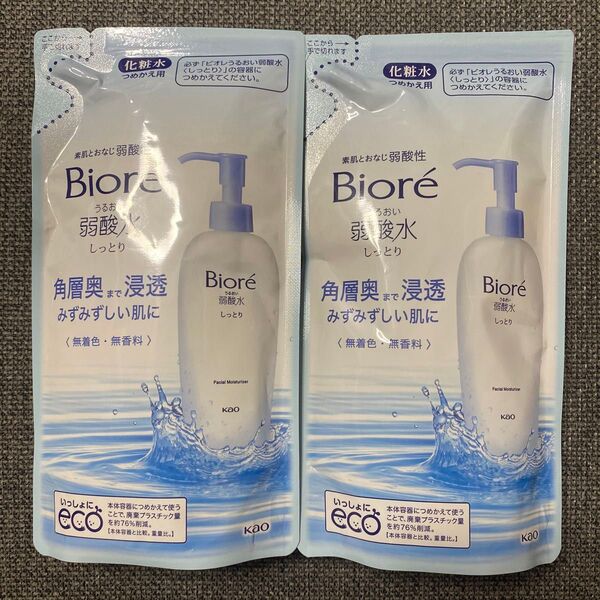 ここから
手で切れます
化粧水
つめかえ用
必ず「ビオレうるおい弱酸水
〈しっとり〉」の容器に
つめかえてください。
素肌とおなじ 弱酸
Bioré
うるお
弱酸水
しっとり
角層奥まで浸透
みずみずしい肌に
〈無着色・無香料〉
Bioré
うるおい
弱酸水
しっとり
Facial Moisturizer
Kao
いっしょに
eco
本体容器につめかえて使う
ことで、廃棄プラスチック量
を約76%削減。
【本体容器と比較。重量比。】
Kao
ここから
手で切れます
化粧水
つめかえ用
必ず「ビオレうるおい弱酸水
〈しっとり〉」の容器に
つめかえてください。
素肌とおなじ 弱酸性
Bioré
るおい
弱酸水
しっとり
角層奥まで浸透
みずみずしい肌に
〈無着色・無香料〉
Bioré
うるおい
弱酸水
しっとり
Facial Moisturizer
Kao
いっしょに
eco
本体容器につめかえて使う
ことで、廃棄プラスチック量
を約76%削減。
【本体容器と比較。重量比。】
Kao